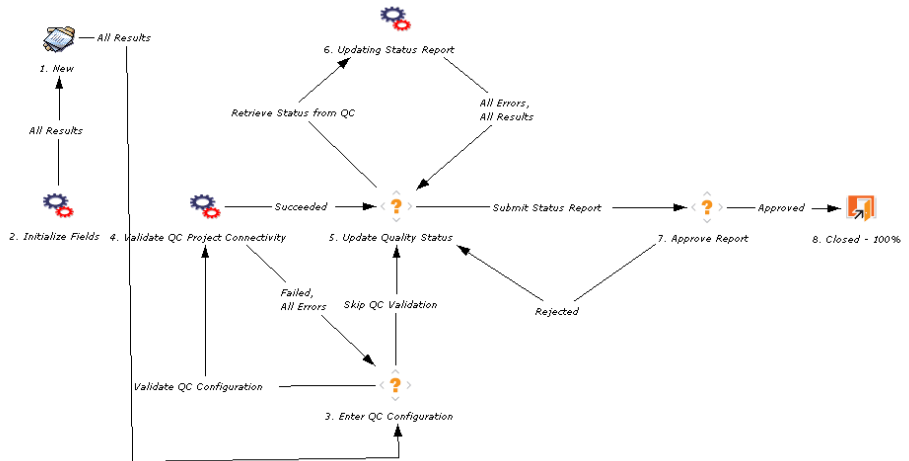 All Results
1. New
6. Updating Status Report
Retrieve Status from QC
All Errors,
All Results
All Results
2. Initialize Fields
4. Validate QC Project Connectivity
Succeeded
5. Update Quality Status
Submit Status Report
7. Approve Report
Approved
8. Closed - 100%
Failed,
All Errors
Skip QC Validation
Rejected
Validate QC Configuration
3. Enter QC Configuration